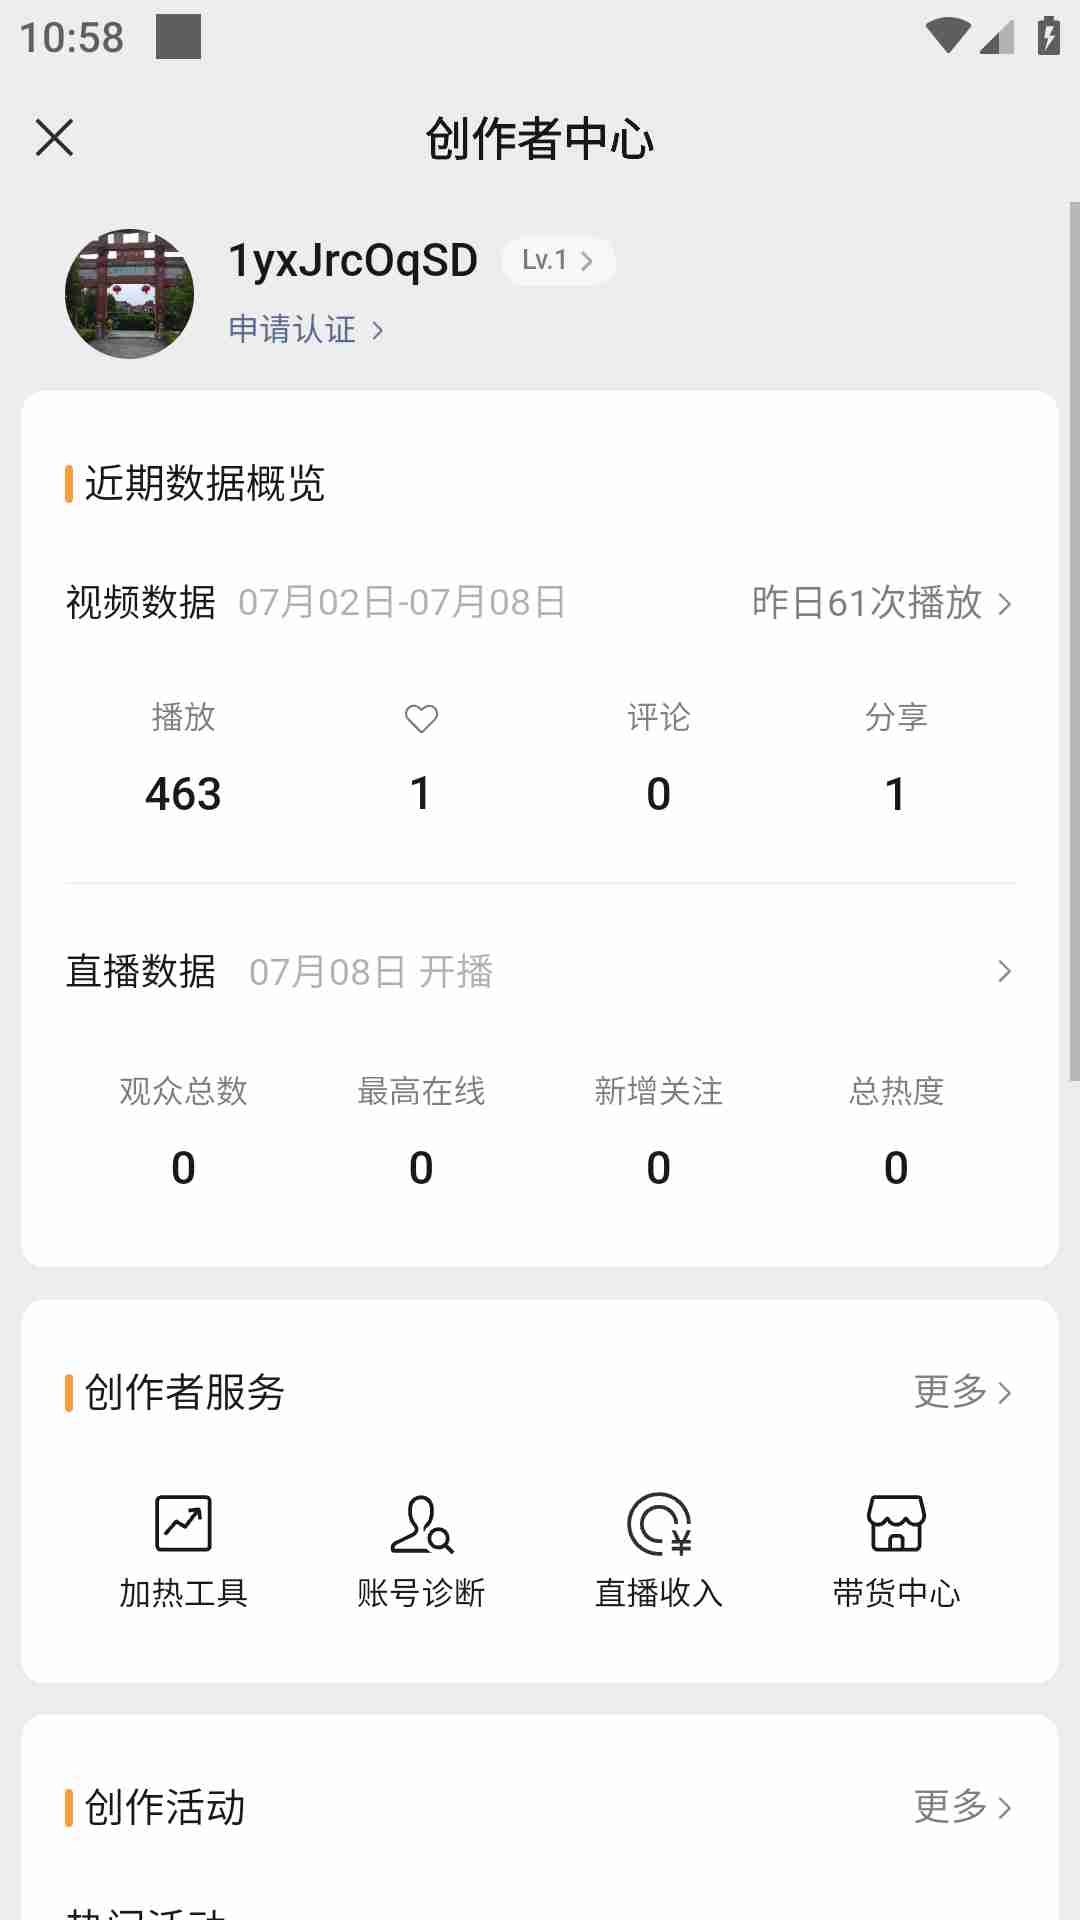 10:58
创作者中心
1yxJrcOqSD Lv.1
申请认证
近期数据概览
视频数据 07月02日-07月08日 昨日61次播放
播放 评论 分享
463 1 0 1
直播数据 07月08日 开播
观众总数 最高在线 新增关注 总热度
0 0 0 0
创作者服务 更多
加热工具 账号诊断 直播收入 带货中心
创作活动 更多
热门活动